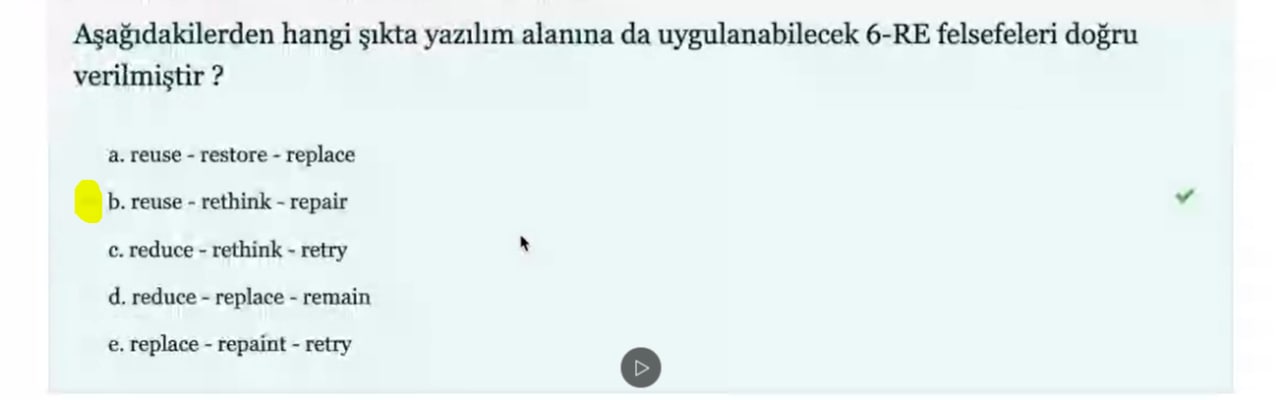 Aşağıdakilerden hangi şıkta yazılım alanına da uygulanabilecek 6-RE felsefeleri doğru
verilmiştir ?
a. reuse - restore - replace
b. reuse - rethink - repair
c. reduce - rethink - retry
d. reduce - replace - remain
e. replace - repaint - retry